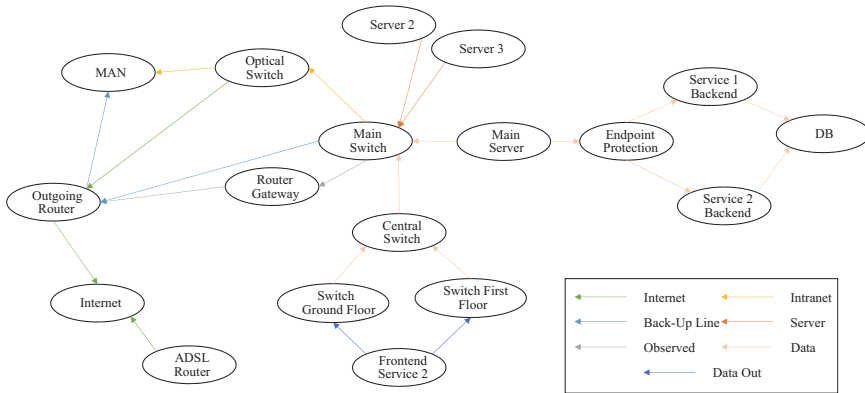 Server 2
Server 3
MAN
Optical
Switch
Service 1
Backend
Main
Switch
Main
Server
Endpoint
Protection
DB
Router
Gateway
Outgoing
Router
Service 2
Backend
Central
Switch
Internet
Switch
Ground Floor
Switch First
Floor
ADSL
Router
Frontend
Service 2
Internet
Intranet
Back-Up Line
Server
Observed
Data
Data Out